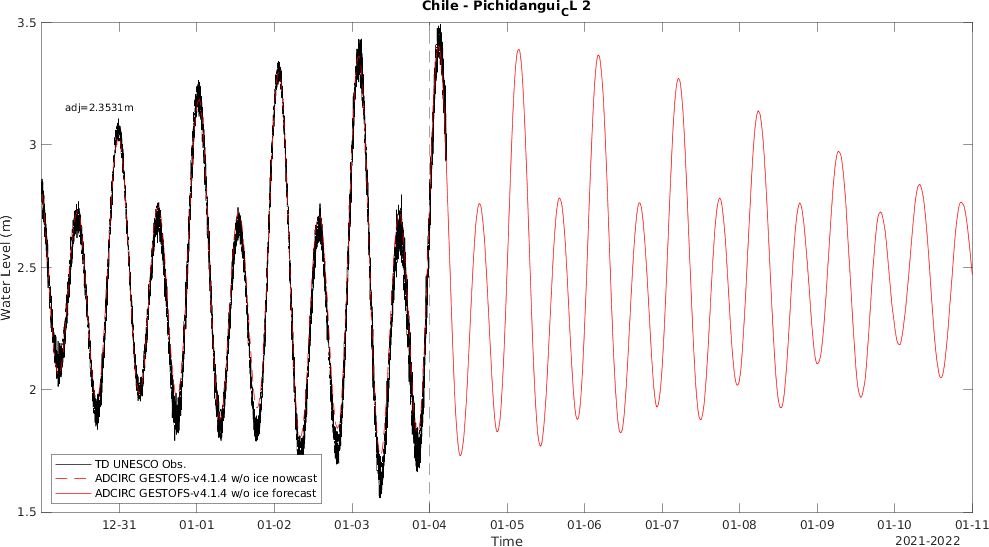 Chile - PichidanguiCL 2
3.5
adj=2.3531m
3
2.5
Water Level (m)
2
TD UNESCO Obs.
ADCIRC GESTOFS-v4.1.4 w/o ice nowcast
ADCIRC GESTOFS-v4.1.4 w/o ice forecast
1.5
12-31 01-01 01-02 01-03 01-04 01-05 01-06 01-07 01-08 01-09 01-10 01-11
Time
2021-2022